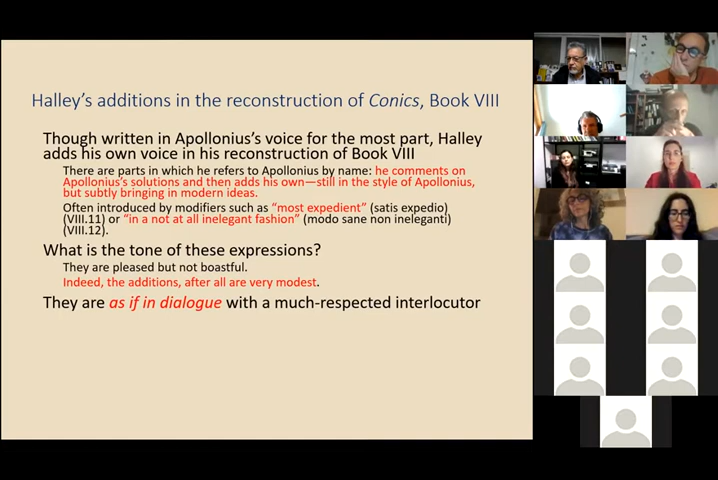 Halley's additions in the reconstruction of Conics, Book VIII
Though written in Apollonius's voice for the most part, Halley
adds his own voice in his reconstruction of Book VIII
There are parts in which he refers to Apollonius by name: he comments on
Apollonius's solutions and then adds his own—still in the style of Apollonius,
but subtly bringing in modern ideas.
Often introduced by modifiers such as "most expedient" (satis expedio)
(VIII.11) or "in a not at all inelegant fashion" (modo sane non ineleganti)
(VIII.12).
What is the tone of these expressions?
They are pleased but not boastful.
Indeed, the additions, after all are very modest.
They are as if in dialogue with a much-respected interlocutor